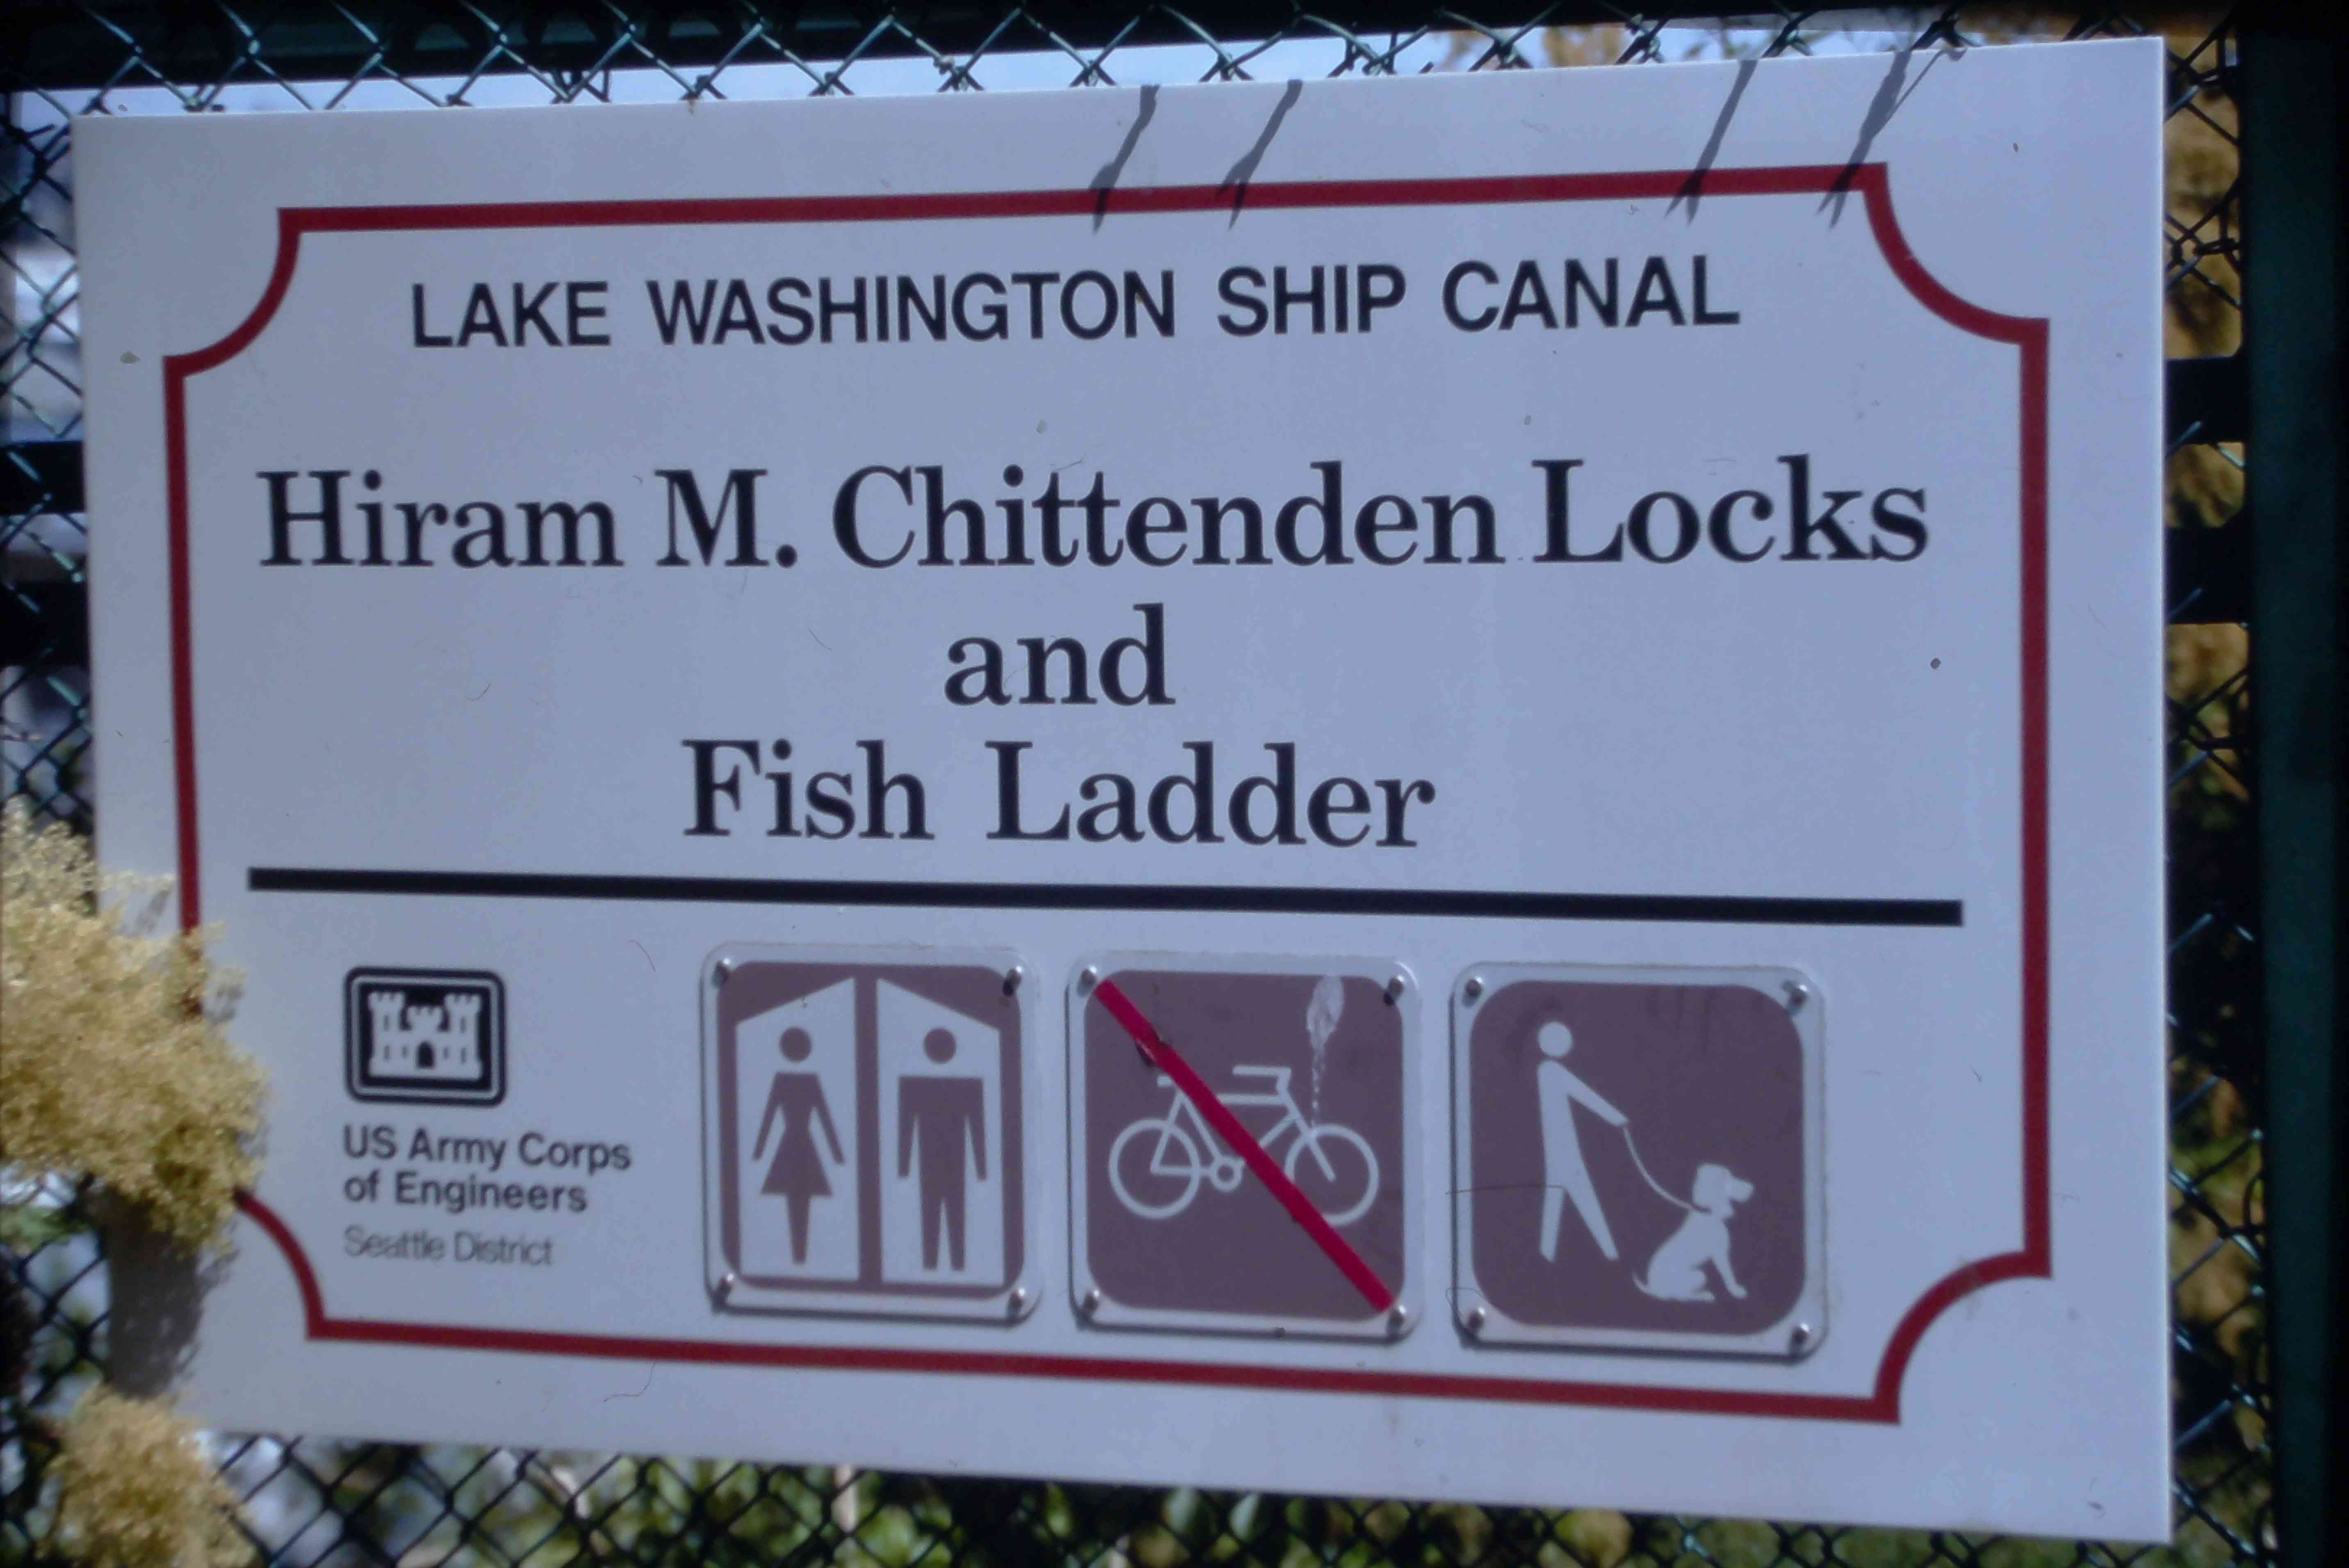 LAKE WASHINGTON SHIP CANAL
Hiram M. Chittenden Locks
and
Fish Ladder
US Army Corps
of Engineers
Seattle District